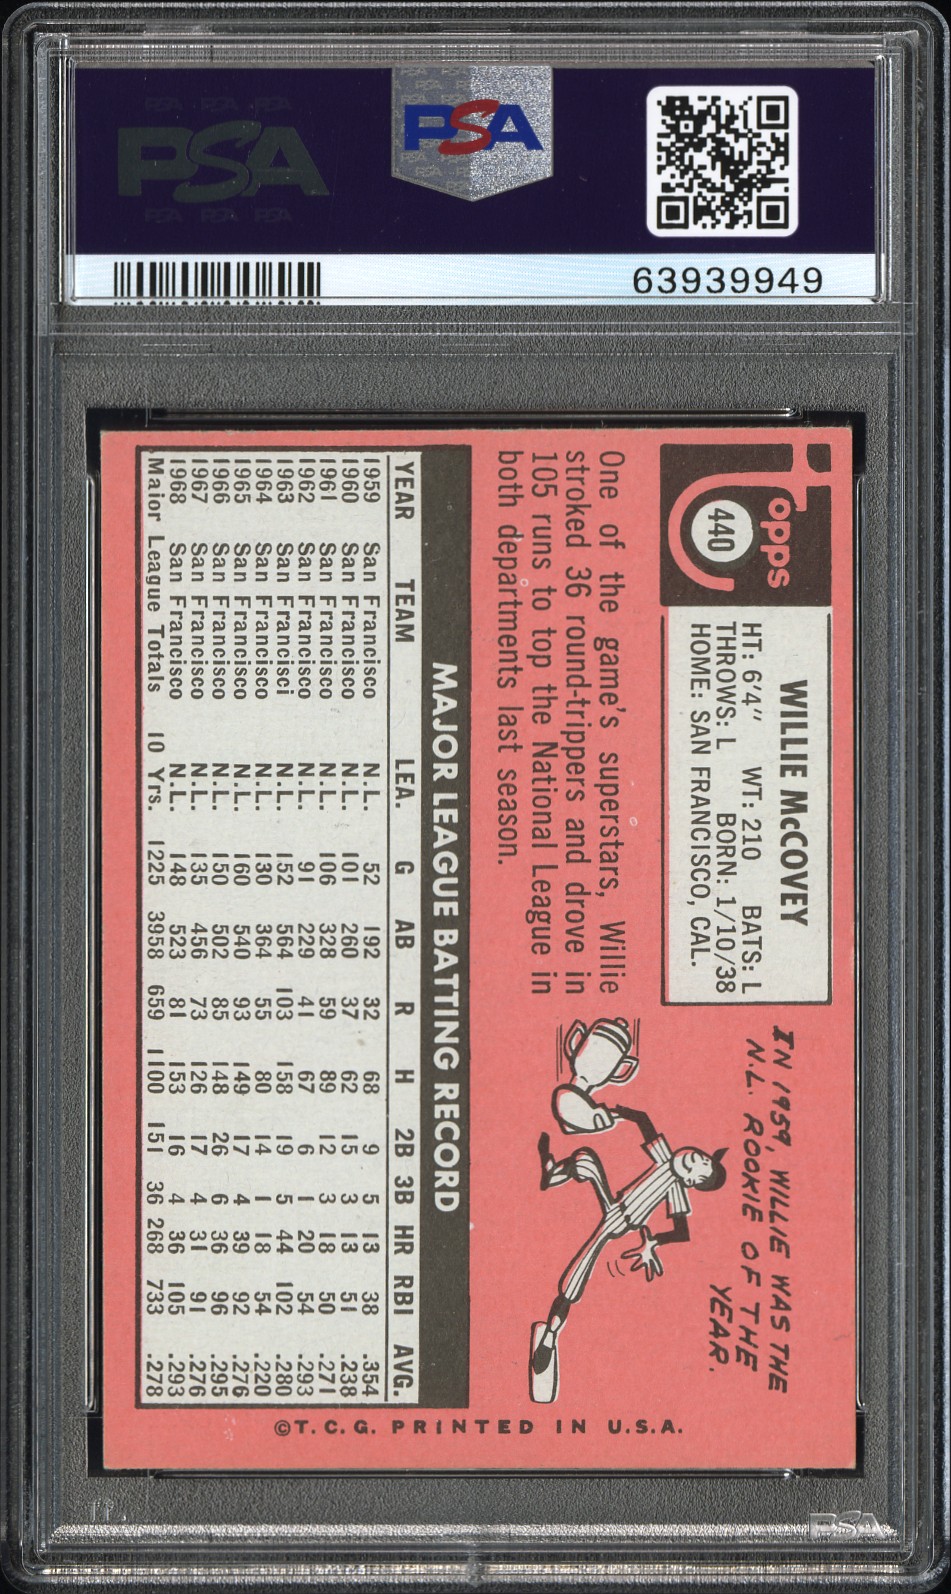 PSA
PSA
63939949
Topps
440
WILLIE McCOVEY
HT: 6'4" WT: 210 BATS: L
THROWS: L BORN: 1/10/38
HOME: SAN FRANCISCO, CAL.
IN 1959, WILLIE WAS THE
N.L. ROOKIE OF THE
YEAR.
One of the game's superstars, Willie
stroked 36 round-trippers and drove in
105 runs to top the National League in
both departments last season.
MAJOR LEAGUE BATTING RECORD
YEAR TEAM LEA. G AB R H 2B 3B HR RBI AVG.
1959 San Francisco N.L. 52 192 32 68 9 5 13 38 .354
1960 San Francisco N.L. 101 260 37 62 15 3 13 51 .238
1961 San Francisco N.L. 106 328 59 89 12 3 18 50 .271
1962 San Francisco N.L. 91 229 41 67 6 1 20 54 .293
1963 San Francisci N.L. 152 564 103 158 19 5 44 102 .280
1964 San Francisco N.L. 130 364 55 80 14 1 18 54 .220
1965 San Francisco N.L. 160 540 93 149 17 4 39 92 .276
1966 San Francisco N.L. 150 502 85 148 26 6 36 96 .295
1967 San Francisco N.L. 135 456 73 126 17 4 31 91 .276
1968 San Francisco N.L. 148 523 81 153 16 4 36 105 .293
Major League Totals 10 Yrs. 1225 3958 659 1100 151 36 268 733 .278
©T.C.G. PRINTED IN U.S.A.
PSA